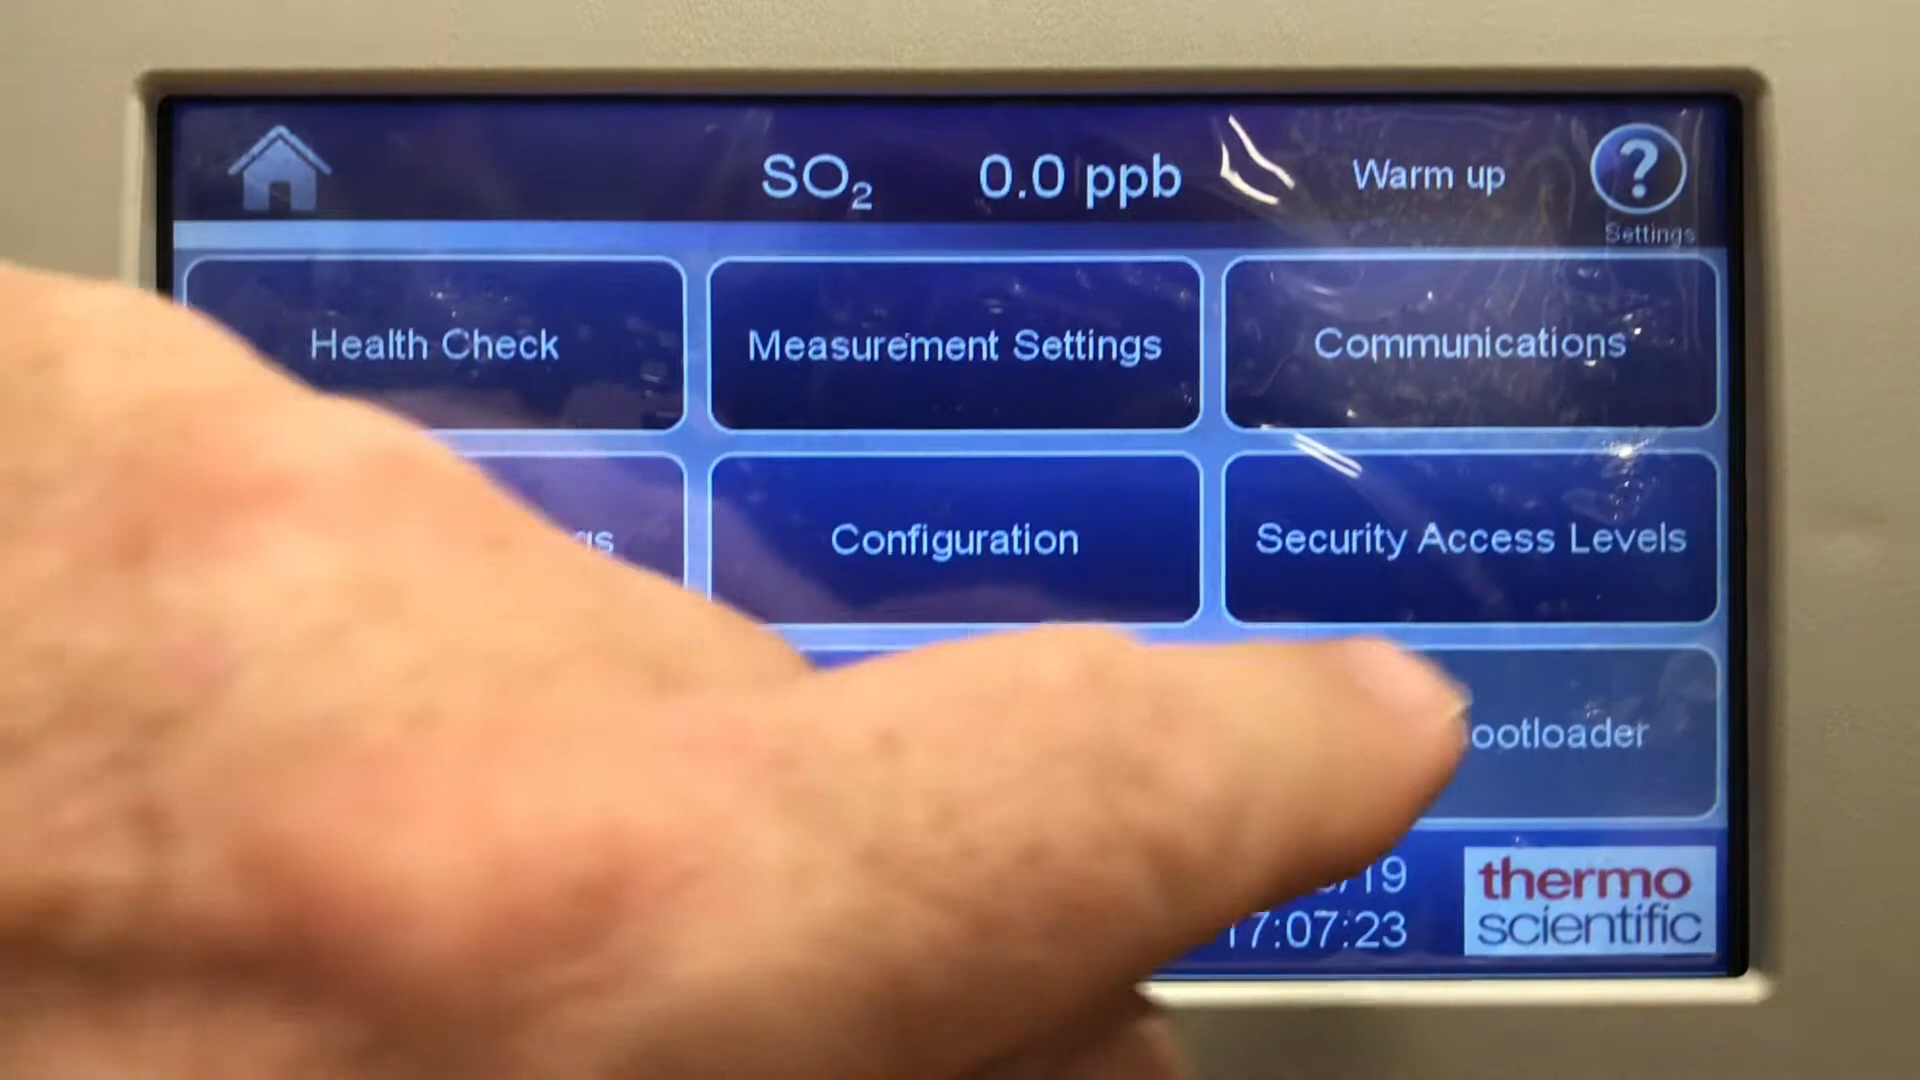 SO₂ 0.0 ppb Warm up ?
Settings
Health Check Measurement Settings Communications
Configuration Security Access Levels
17:07:23
thermo
scientific